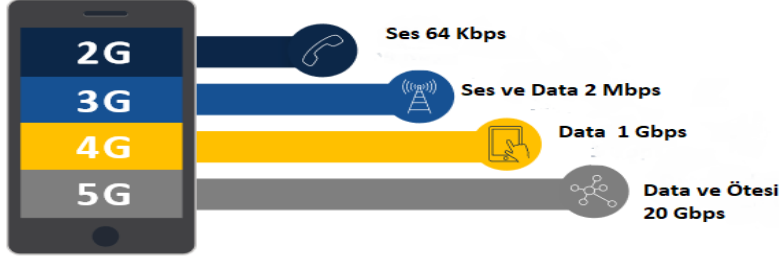 2G
Ses 64 Kbps
3G
Ses ve Data 2 Mbps
4G
Data 1 Gbps
5G
Data ve Ötesi
20 Gbps